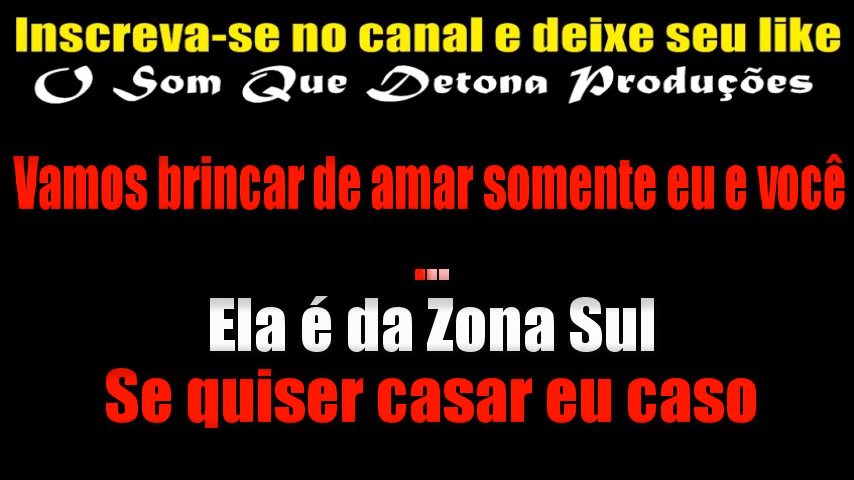 Inscreva-se no canal e deixe seu like
O Som Que Detona Produções
Vamos brincar de amar somente eu e você
...
Ela é da Zona Sul
Se quiser casar eu caso